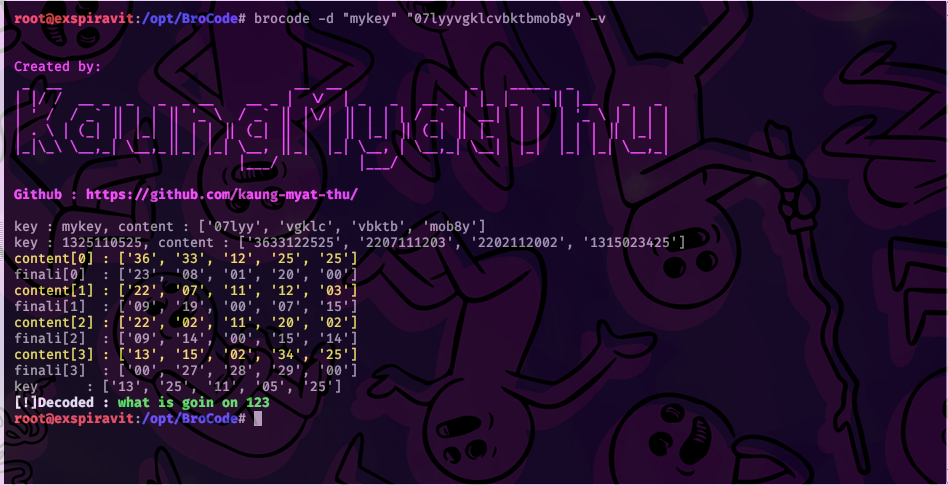 root@exspiravit:/opt/BroCode# brocode -d "mykey" "07lyyvgklcvbktbmob8y" -v
Created by:
KaungMyatThu
Github : https://github.com/kaung-myat-thu/
key : mykey, content : ['07lyy', 'vgklc', 'vbktb', 'mob8y']
key : 1325110525, content : ['3633122525', '2207111203', '2202112002', '1315023425']
content[0] : ['36', '33', '12', '25', '25']
finali[0]  : ['23', '08', '01', '20', '00']
content[1] : ['22', '07', '11', '12', '03']
finali[1]  : ['09', '19', '00', '07', '15']
content[2] : ['22', '02', '11', '20', '02']
finali[2]  : ['09', '14', '00', '15', '14']
content[3] : ['13', '15', '02', '34', '25']
finali[3]  : ['00', '27', '28', '29', '00']
key      : ['13', '25', '11', '05', '25']
[!]Decoded : what is goin on 123
root@exspiravit:/opt/BroCode#